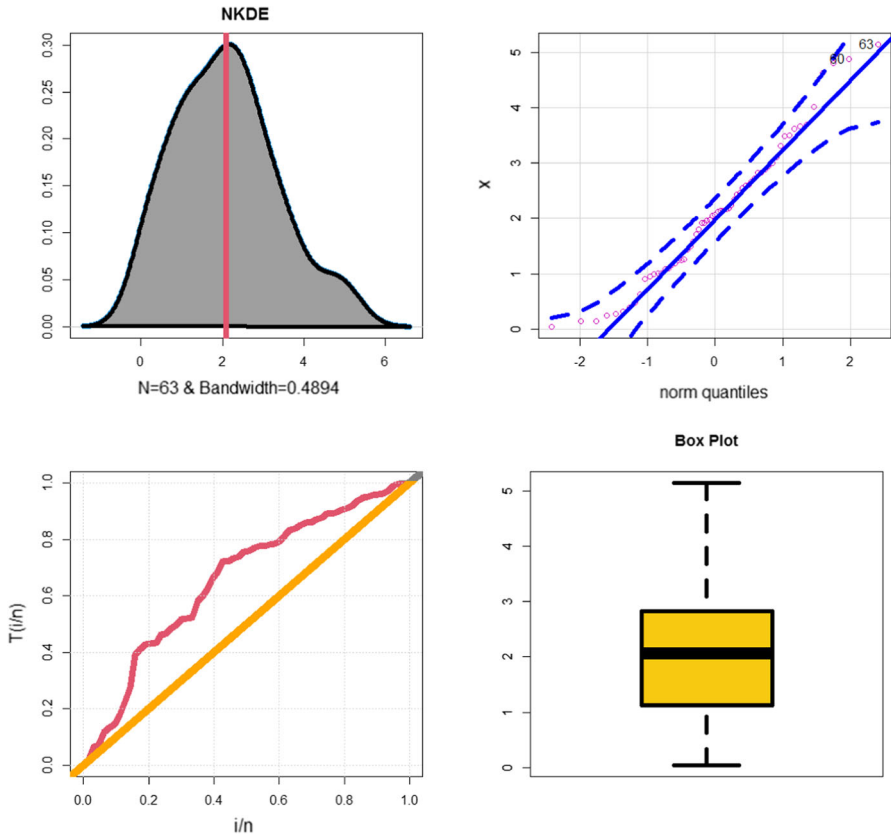 NKDE
0.00 0.05 0.10 0.15 0.20 0.25 0.30
0 2 4 6
N=63 & Bandwidth=0.4894
x
0 1 2 3 4 5
63
60
-2 -1 0 1 2
norm quantiles
T(i/n)
0.0 0.2 0.4 0.6 0.8 1.0
0.0 0.2 0.4 0.6 0.8 1.0
i/n
Box Plot
0 1 2 3 4 5